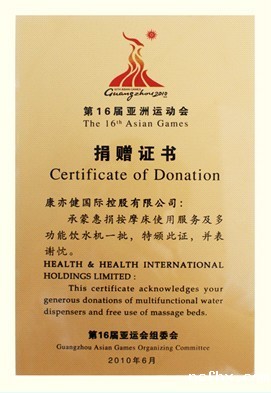 16TH ASIAN GAMES
Guangzhou 2010
第16届亚洲运动会
The 16th Asian Games
捐赠证书
Certificate of Donation
康亦健国际控股有限公司：
承蒙惠捐按摩床使用服务及多
功能饮水机一批，特颁此证，并表
谢忱。
HEALTH & HEALTH INTERNATIONAL
HOLDINGS LIMITED :
This certificate acknowledges your
generous donations of multifunctional water
dispensers and free use of massage beds.
第16届亚运会组委会
Guangzhou Asian Games Organizing Committee
2010年6月